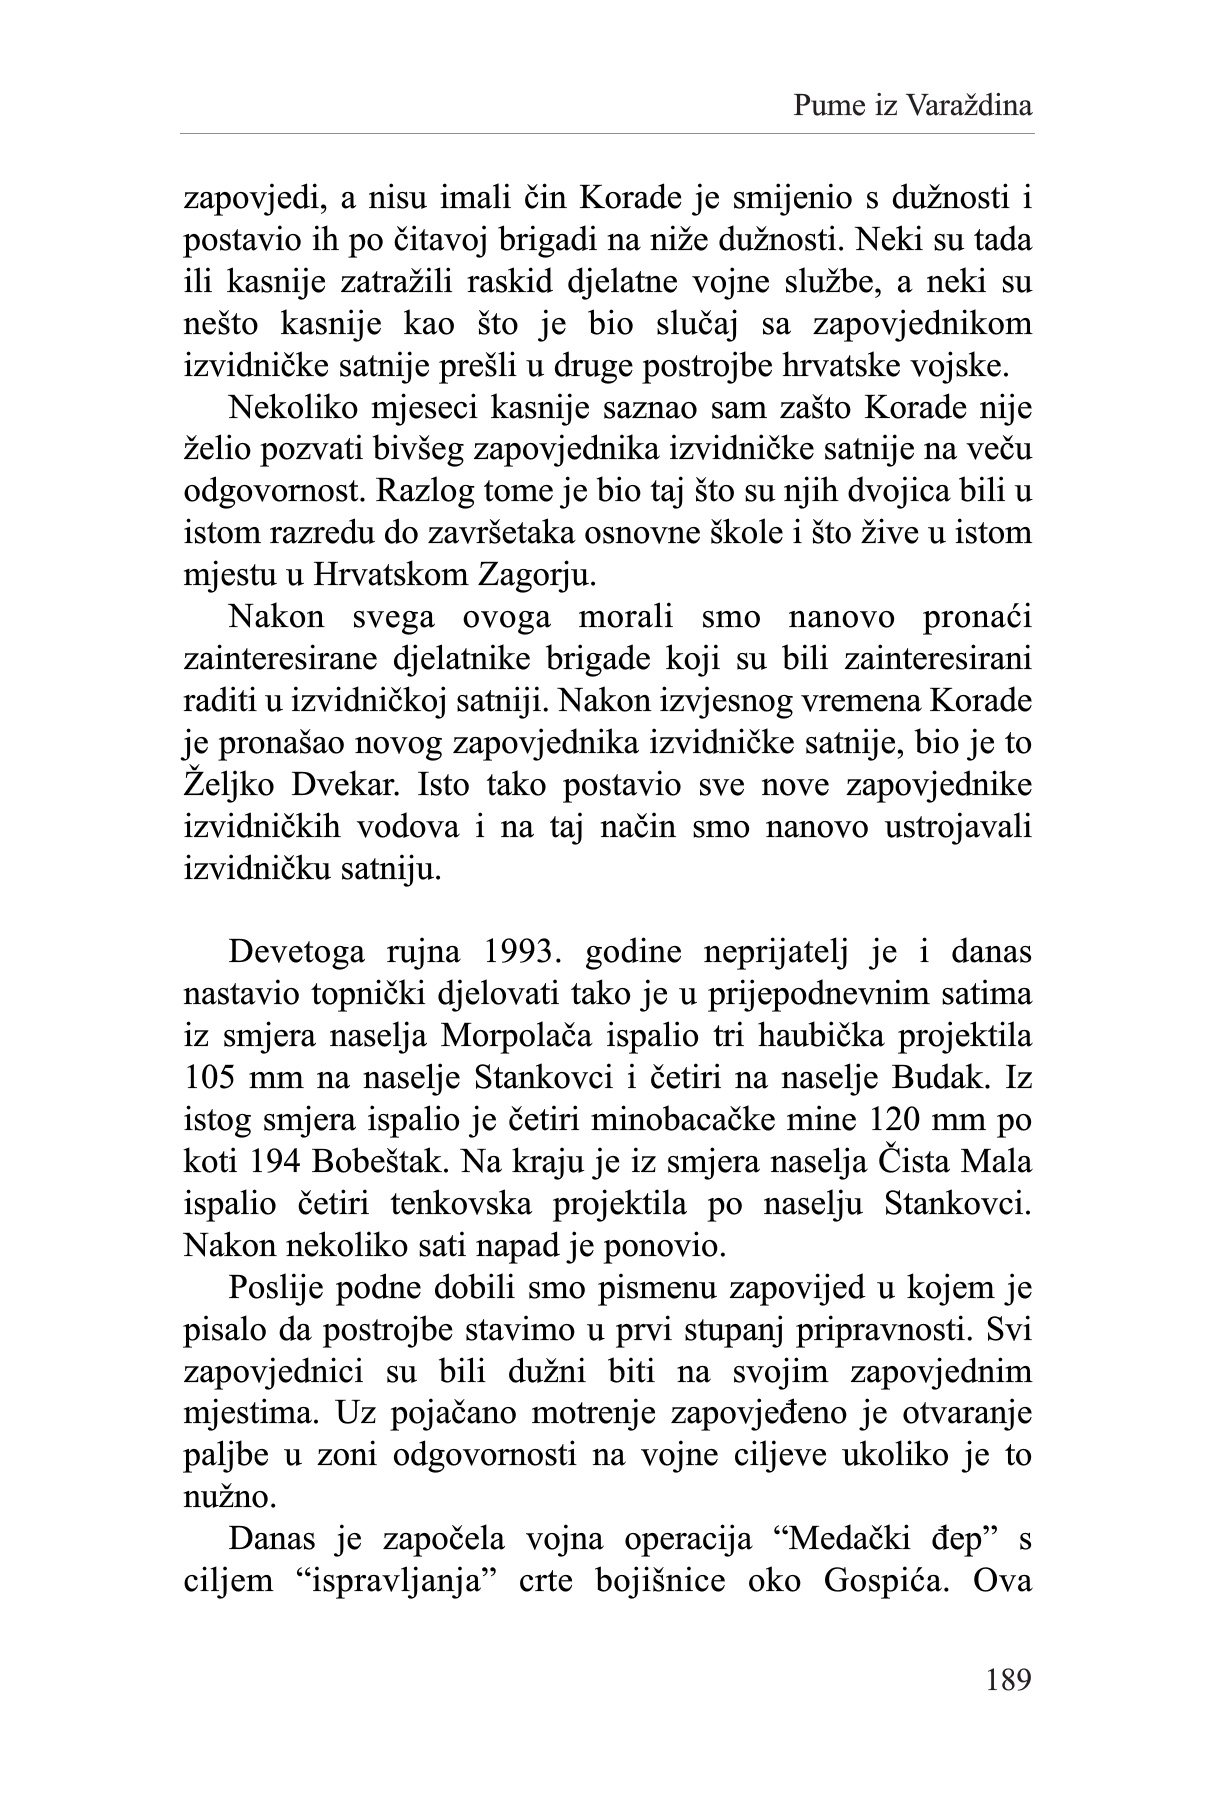 Pume iz Varaždina
zapovjedi, a nisu imali čin Korade je smijenio s dužnosti i
postavio ih po čitavoj brigadi na niže dužnosti. Neki su tada
ili kasnije zatražili raskid djelatne vojne službe, a neki su
nešto kasnije kao što je bio slučaj sa zapovjednikom
izvidničke satnije prešli u druge postrojbe hrvatske vojske.
Nekoliko mjeseci kasnije saznao sam zašto Korade nije
želio pozvati bivšeg zapovjednika izvidničke satnije na veču
odgovornost. Razlog tome je bio taj što su njih dvojica bili u
istom razredu do završetaka osnovne škole i što žive u istom
mjestu u Hrvatskom Zagorju.
Nakon svega ovoga morali smo nanovo pronaći
zainteresirane djelatnike brigade koji su bili zainteresirani
raditi u izvidničkoj satniji. Nakon izvjesnog vremena Korade
je pronašao novog zapovjednika izvidničke satnije, bio je to
Željko Dvekar. Isto tako postavio sve nove zapovjednike
izvidničkih vodova i na taj način smo nanovo ustrojavali
izvidničku satniju.
Devetoga rujna 1993. godine neprijatelj je i danas
nastavio topnički djelovati tako je u prijepodnevnim satima
iz smjera naselja Morpolača ispalio tri haubička projektila
105 mm na naselje Stankovci i četiri na naselje Budak. Iz
istog smjera ispalio je četiri minobacačke mine 120 mm po
koti 194 Bobeštak. Na kraju je iz smjera naselja Čista Mala
ispalio četiri tenkovska projektila po naselju Stankovci.
Nakon nekoliko sati napad je ponovio.
Poslije podne dobili smo pismenu zapovijed u kojem je
pisalo da postrojbe stavimo u prvi stupanj pripravnosti. Svi
zapovjednici su bili dužni biti na svojim zapovjednim
mjestima. Uz pojačano motrenje zapovjeđeno je otvaranje
paljbe u zoni odgovornosti na vojne ciljeve ukoliko je to
nužno.
Danas je započela vojna operacija “Medački đep” s
ciljem “ispravljanja” crte bojišnice oko Gospića. Ova
189